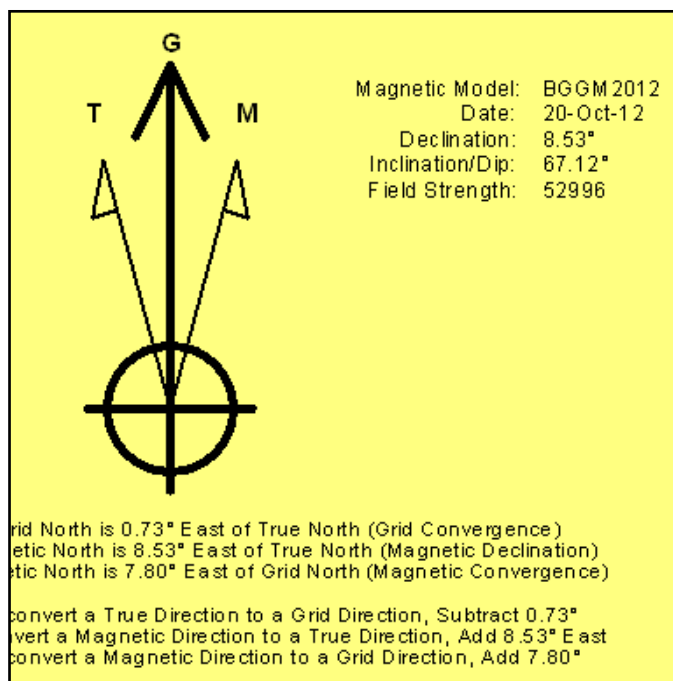 G
T M
Magnetic Model: BGGM2012
Date: 20-Oct-12
Declination: 8.53°
Inclination/Dip: 67.12°
Field Strength: 52996
rid North is 0.73° East of True North (Grid Convergence)
etic North is 8.53° East of True North (Magnetic Declination)
etic North is 7.80° East of Grid North (Magnetic Convergence)
convert a True Direction to a Grid Direction, Subtract 0.73°
vert a Magnetic Direction to a True Direction, Add 8.53° East
convert a Magnetic Direction to a Grid Direction, Add 7.80°